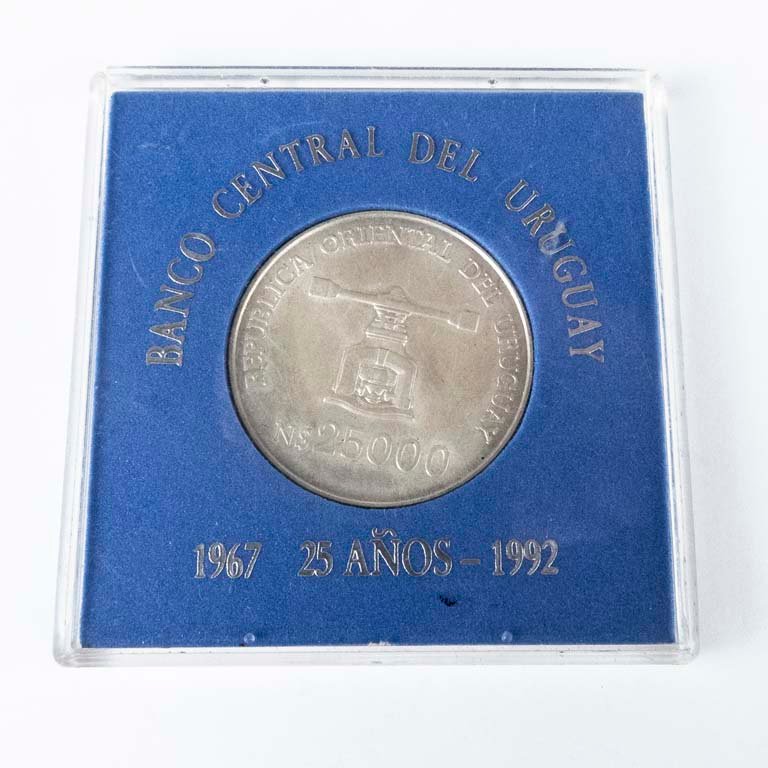 BANCO CENTRAL DEL URUGUAY
REPUBLICA ORIENTAL DEL URUGUAY
N$25000
1967 25 AÑOS – 1992